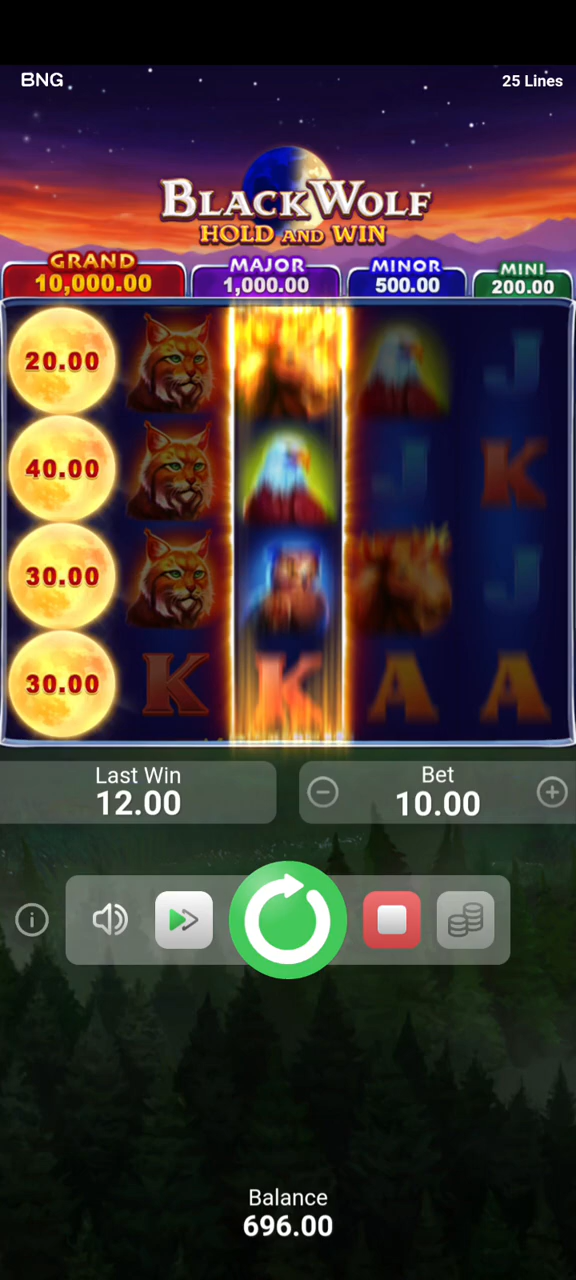 BNG
25 Lines
BLACK WOLF
HOLD AND WIN
GRAND
10,000.00
MAJOR
1,000.00
MINOR
500.00
MINI
200.00
20.00
J
40.00
J
K
30.00
J
30.00
K
K
A
A
Last Win
12.00
Bet
10.00
Balance
696.00